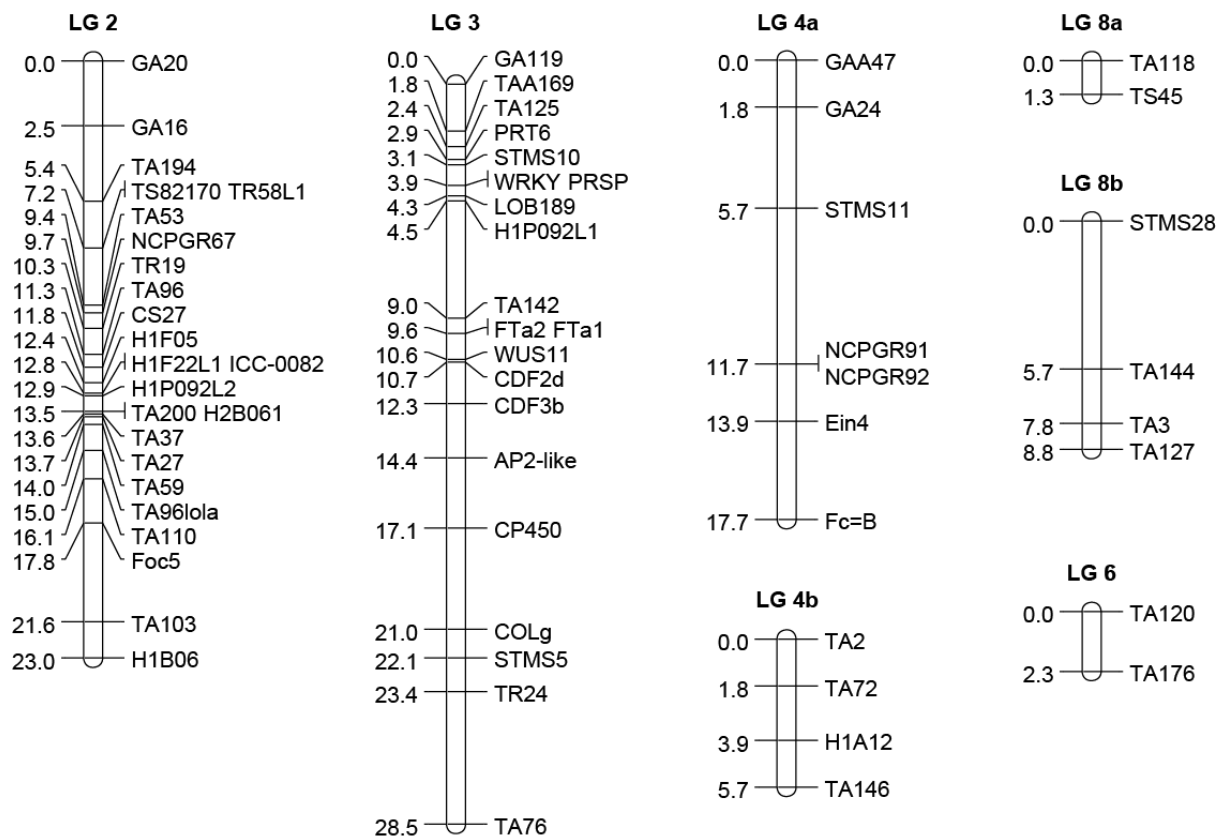 LG 2
0.0 GA20
2.5 GA16
5.4 TA194
7.2 TS82170 TR58L1
9.4 TA53
9.7 NCPGR67
10.3 TR19
11.3 TA96
11.8 CS27
12.4 H1F05
12.8 H1F22L1 ICC-0082
12.9 H1P092L2
13.5 TA200 H2B061
13.6 TA37
13.7 TA27
14.0 TA59
15.0 TA96lola
16.1 TA110
17.8 Foc5
21.6 TA103
23.0 H1B06
LG 3
0.0 GA119
1.8 TAA169
2.4 TA125
2.9 PRT6
3.1 STMS10
3.9 WRKY PRSP
4.3 LOB189
4.5 H1P092L1
9.0 TA142
9.6 FTa2 FTa1
10.6 WUS11
10.7 CDF2d
12.3 CDF3b
14.4 AP2-like
17.1 CP450
21.0 COLg
22.1 STMS5
23.4 TR24
28.5 TA76
LG 4a
0.0 GAA47
1.8 GA24
5.7 STMS11
11.7 NCPGR91
NCPGR92
13.9 Ein4
17.7 Fc=B
LG 4b
0.0 TA2
1.8 TA72
3.9 H1A12
5.7 TA146
LG 8a
0.0 TA118
1.3 TS45
LG 8b
0.0 STMS28
5.7 TA144
7.8 TA3
8.8 TA127
LG 6
0.0 TA120
2.3 TA176